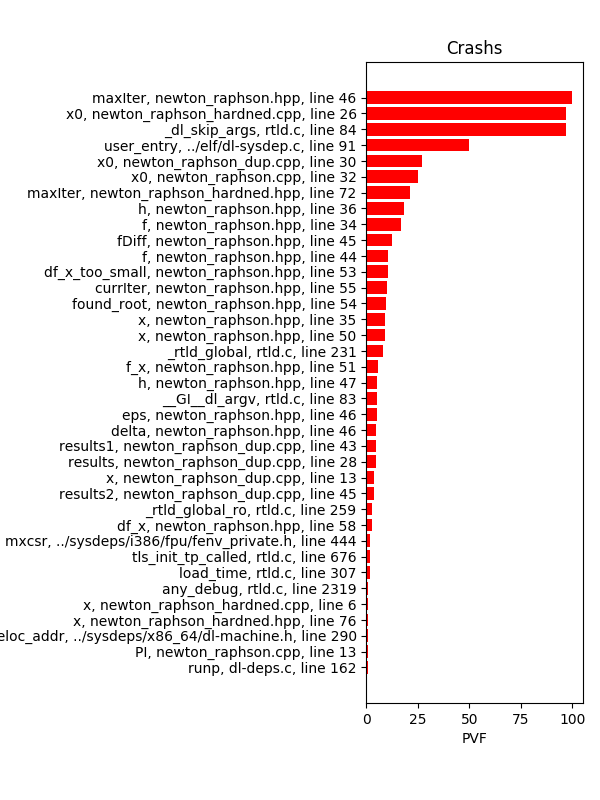 Crashs
maxIter, newton_raphson.hpp, line 46
x0, newton_raphson_hardned.cpp, line 26
_dl_skip_args, rtld.c, line 84
user_entry, ../elf/dl-sysdep.c, line 91
x0, newton_raphson_dup.cpp, line 30
x0, newton_raphson.cpp, line 32
maxIter, newton_raphson_hardned.hpp, line 72
h, newton_raphson.hpp, line 36
f, newton_raphson.hpp, line 34
fDiff, newton_raphson.hpp, line 45
f, newton_raphson.hpp, line 44
df_x_too_small, newton_raphson.hpp, line 53
currIter, newton_raphson.hpp, line 55
found_root, newton_raphson.hpp, line 54
x, newton_raphson.hpp, line 35
x, newton_raphson.hpp, line 50
_rtld_global, rtld.c, line 231
f_x, newton_raphson.hpp, line 51
h, newton_raphson.hpp, line 47
__GI__dl_argv, rtld.c, line 83
eps, newton_raphson.hpp, line 46
delta, newton_raphson.hpp, line 46
results1, newton_raphson_dup.cpp, line 43
results, newton_raphson_dup.cpp, line 28
x, newton_raphson_dup.cpp, line 13
results2, newton_raphson_dup.cpp, line 45
_rtld_global_ro, rtld.c, line 259
df_x, newton_raphson.hpp, line 58
mxcsr, ../sysdeps/i386/fpu/fenv_private.h, line 444
tls_init_tp_called, rtld.c, line 676
load_time, rtld.c, line 307
any_debug, rtld.c, line 2319
x, newton_raphson_hardned.cpp, line 6
x, newton_raphson_hardned.hpp, line 76
eloc_addr, ../sysdeps/x86_64/dl-machine.h, line 290
PI, newton_raphson.cpp, line 13
runp, dl-deps.c, line 162
0 25 50 75 100
PVF